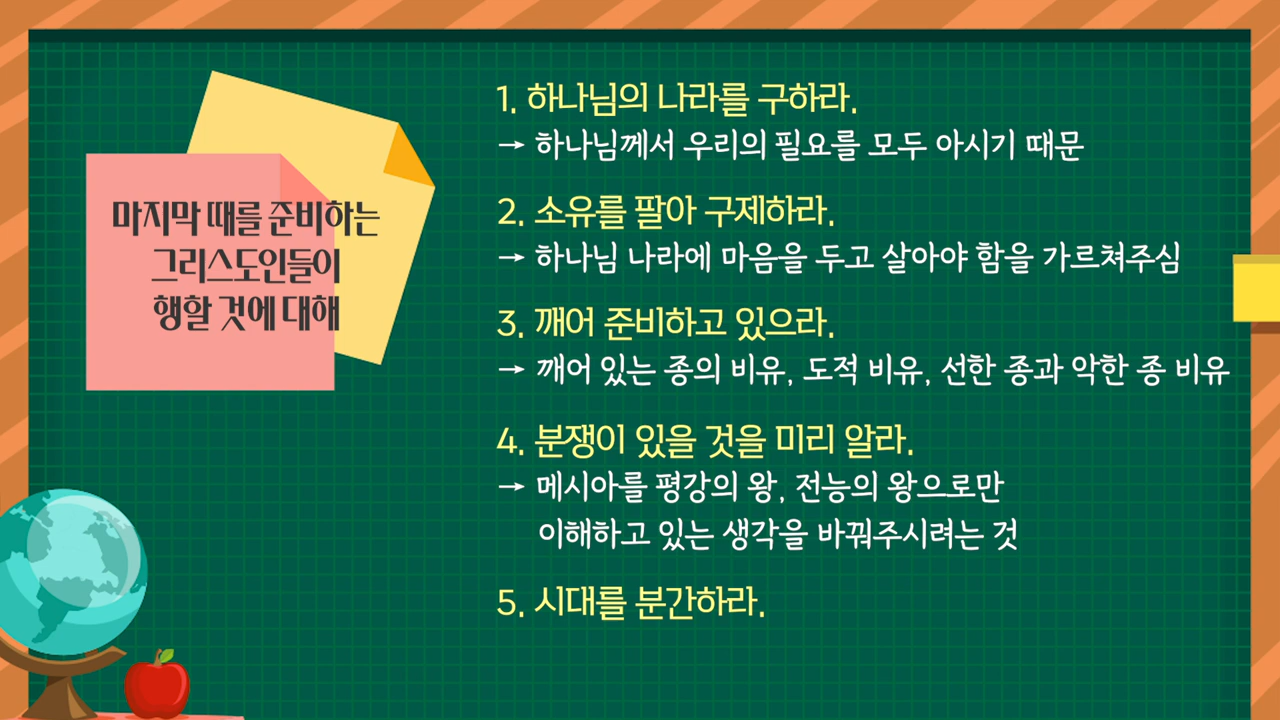 마지막 때를 준비하는
그리스도인들이
행할 것에 대해
1. 하나님의 나라를 구하라.
→ 하나님께서 우리의 필요를 모두 아시기 때문
2. 소유를 팔아 구제하라.
→ 하나님 나라에 마음을 두고 살아야 함을 가르쳐주심
3. 깨어 준비하고 있으라.
→ 깨어 있는 종의 비유, 도적 비유, 선한 종과 악한 종 비유
4. 분쟁이 있을 것을 미리 알라.
→ 메시아를 평강의 왕, 전능의 왕으로만
이해하고 있는 생각을 바꿔주시려는 것
5. 시대를 분간하라.